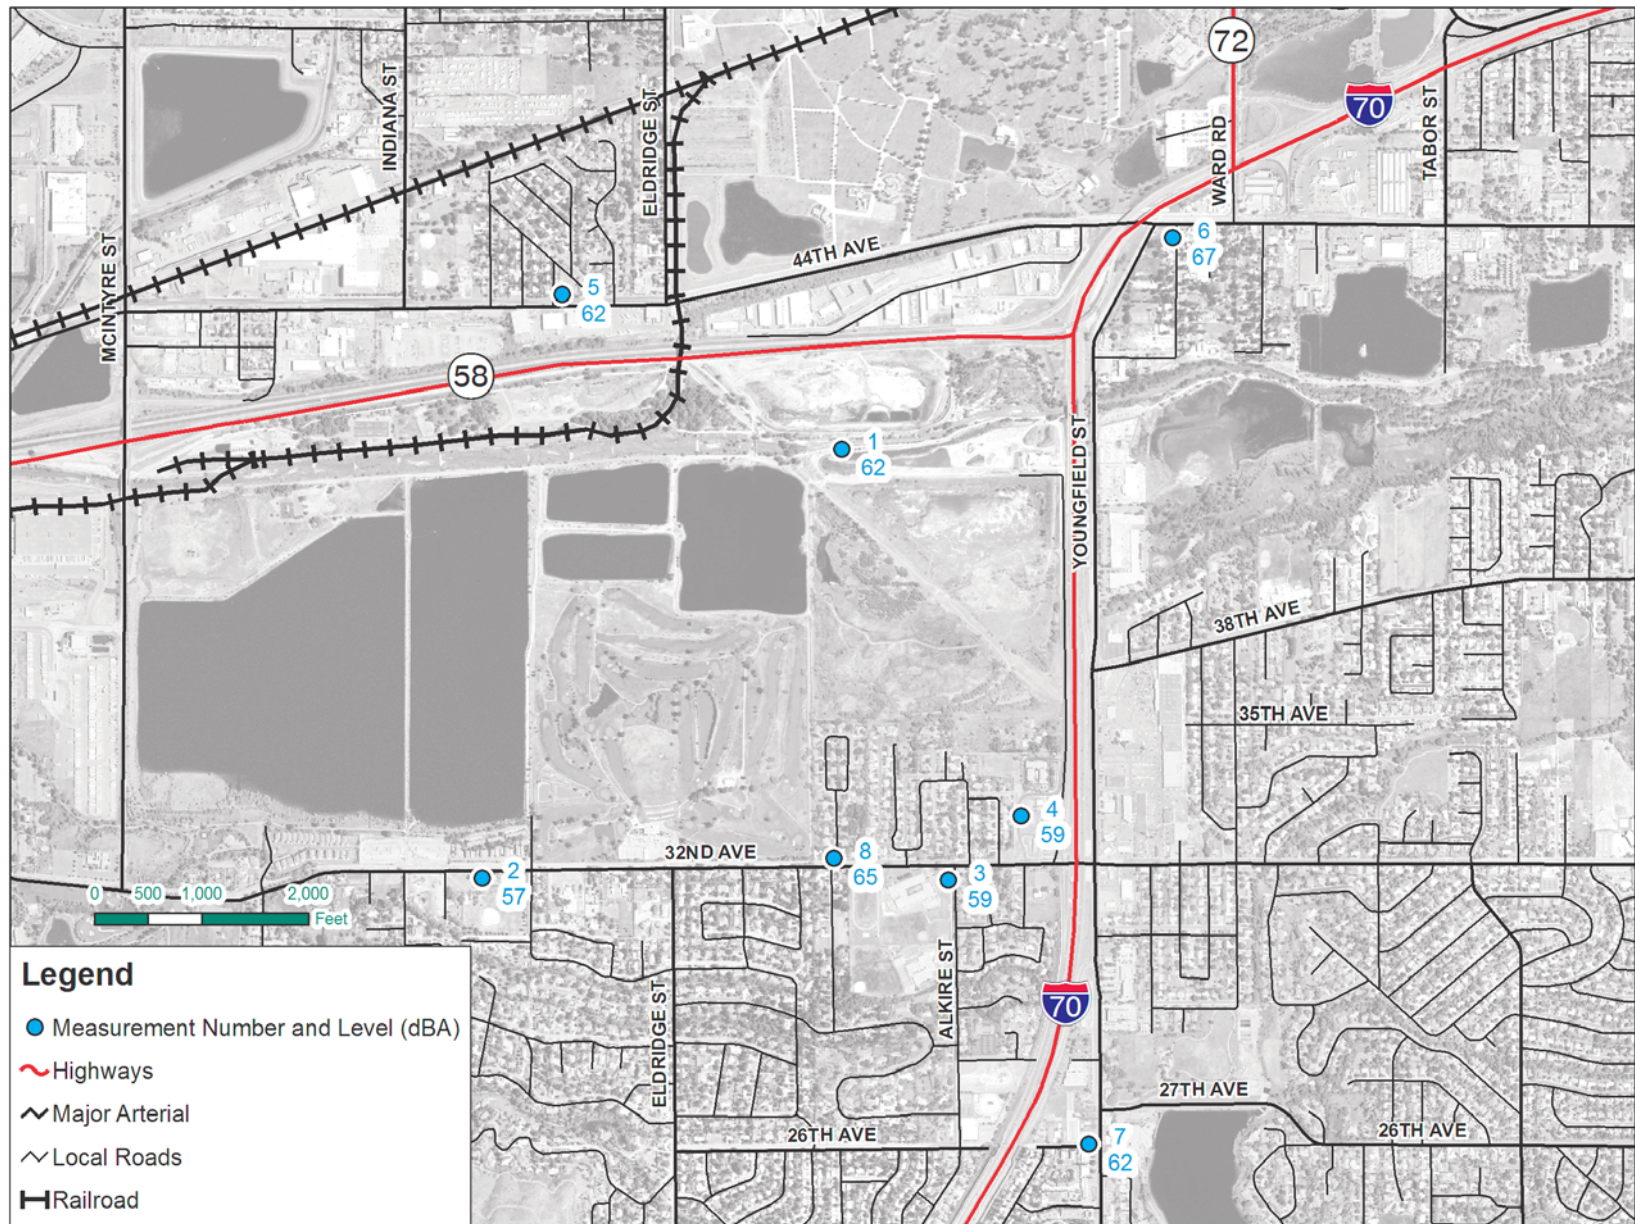 72
70
INDIANA ST
ELDRIDGE ST
WARD RD
TABOR ST
MCINTYRE ST
44TH AVE
6
67
5
62
58
1
62
YOUNGFIELD ST
38TH AVE
35TH AVE
4
59
32ND AVE
8
65
3
59
2
57
0 500 1,000 2,000
Feet
ELDRIDGE ST
ALKIRE ST
70
27TH AVE
26TH AVE
26TH AVE
7
62
Legend
Measurement Number and Level (dBA)
Highways
Major Arterial
Local Roads
Railroad